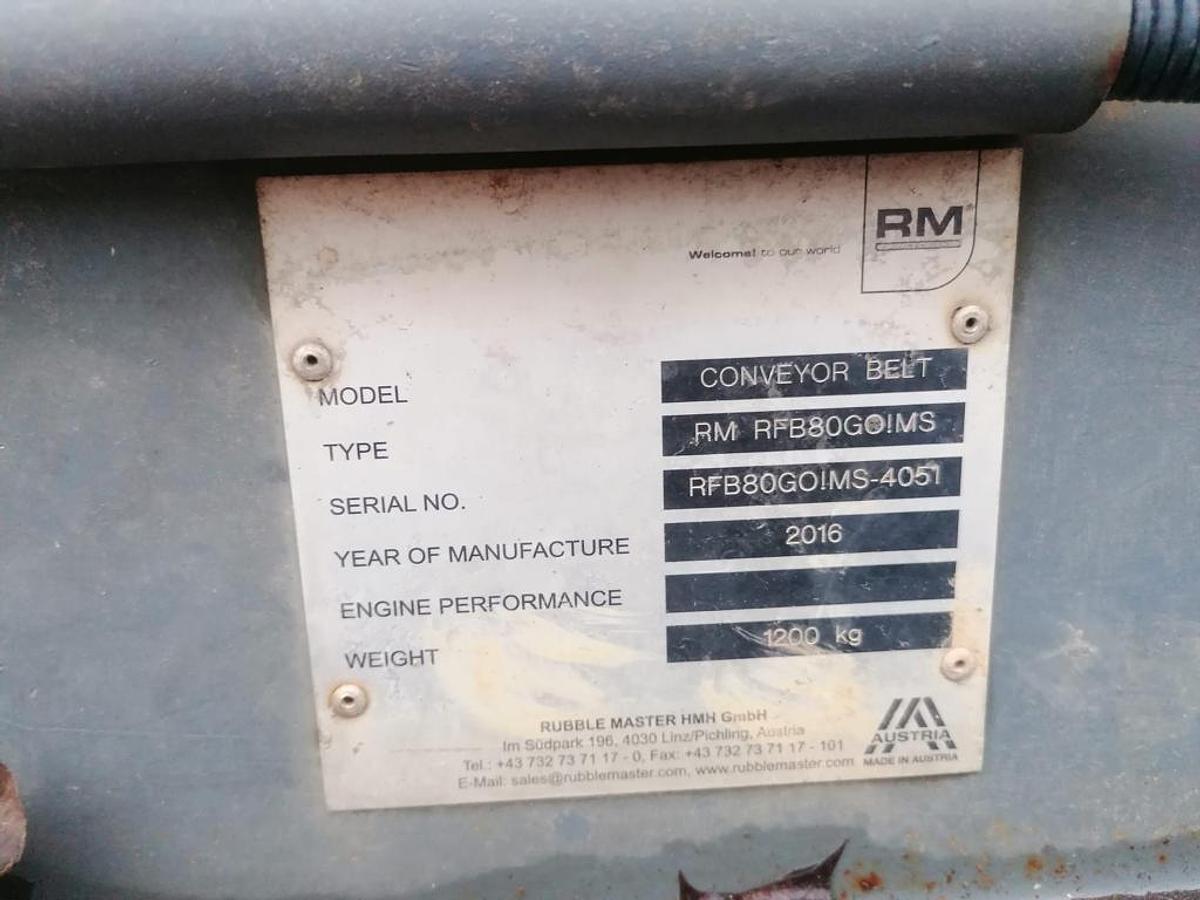 RM®
Welcome! to our world
MODEL CONVEYOR BELT
TYPE RM RFB80GO!MS
SERIAL NO. RFB80GO!MS-4051
YEAR OF MANUFACTURE 2016
ENGINE PERFORMANCE
WEIGHT 1200 kg
RUBBLE MASTER HMH GmbH
Im Südpark 196, 4030 Linz/Pichling, Austria
Tel.: +43 732 73 71 17 - 0, Fax: +43 732 73 71 17 - 101
E-Mail: sales@rubblemaster.com, www.rubblemaster.com
AUSTRIA
MADE IN AUSTRIA